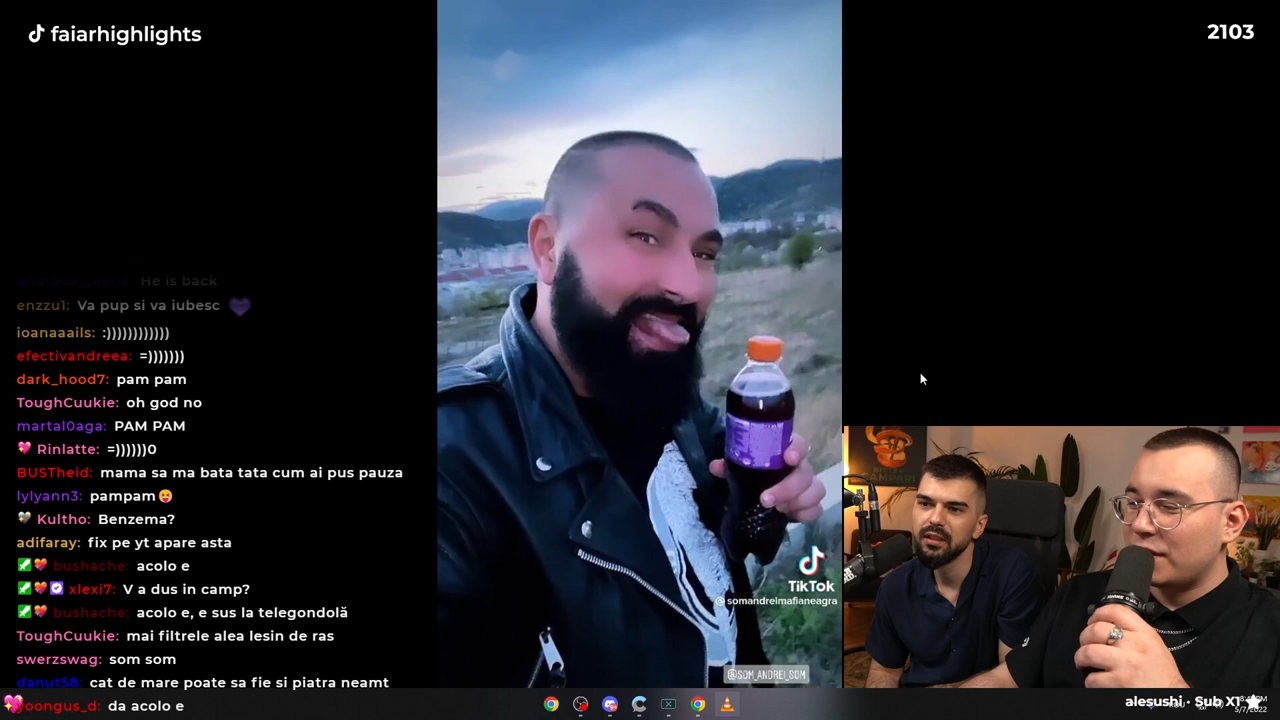 faiarhighlights
2103
He is back
enzzu1: Va pup si va iubesc
ioanaaails: :))))))))))))
efectivandreea: =)))))))
dark_hood7: pam pam
ToughCuukie: oh god no
martal0aga: PAM PAM
Rinlatte: =))))))0
BUSTheid: mama sa ma bata tata cum ai pus pauza
lylyann3: pampam
Kultho: Benzema?
adifaray: fix pe yt apare asta
bushache: acolo e
xlexi7: V a dus in camp?
bushache: acolo e, e sus la telegondolă
ToughCuukie: mai filtrele alea lesin de ras
swerzswag: som som
danut58: cat de mare poate sa fie si piatra neamt
oongus_d: da acolo e
TikTok
@somandreimafianeagra
@SOM_ANDREI_SOM
alesushi · Sub X1
5/7/2022